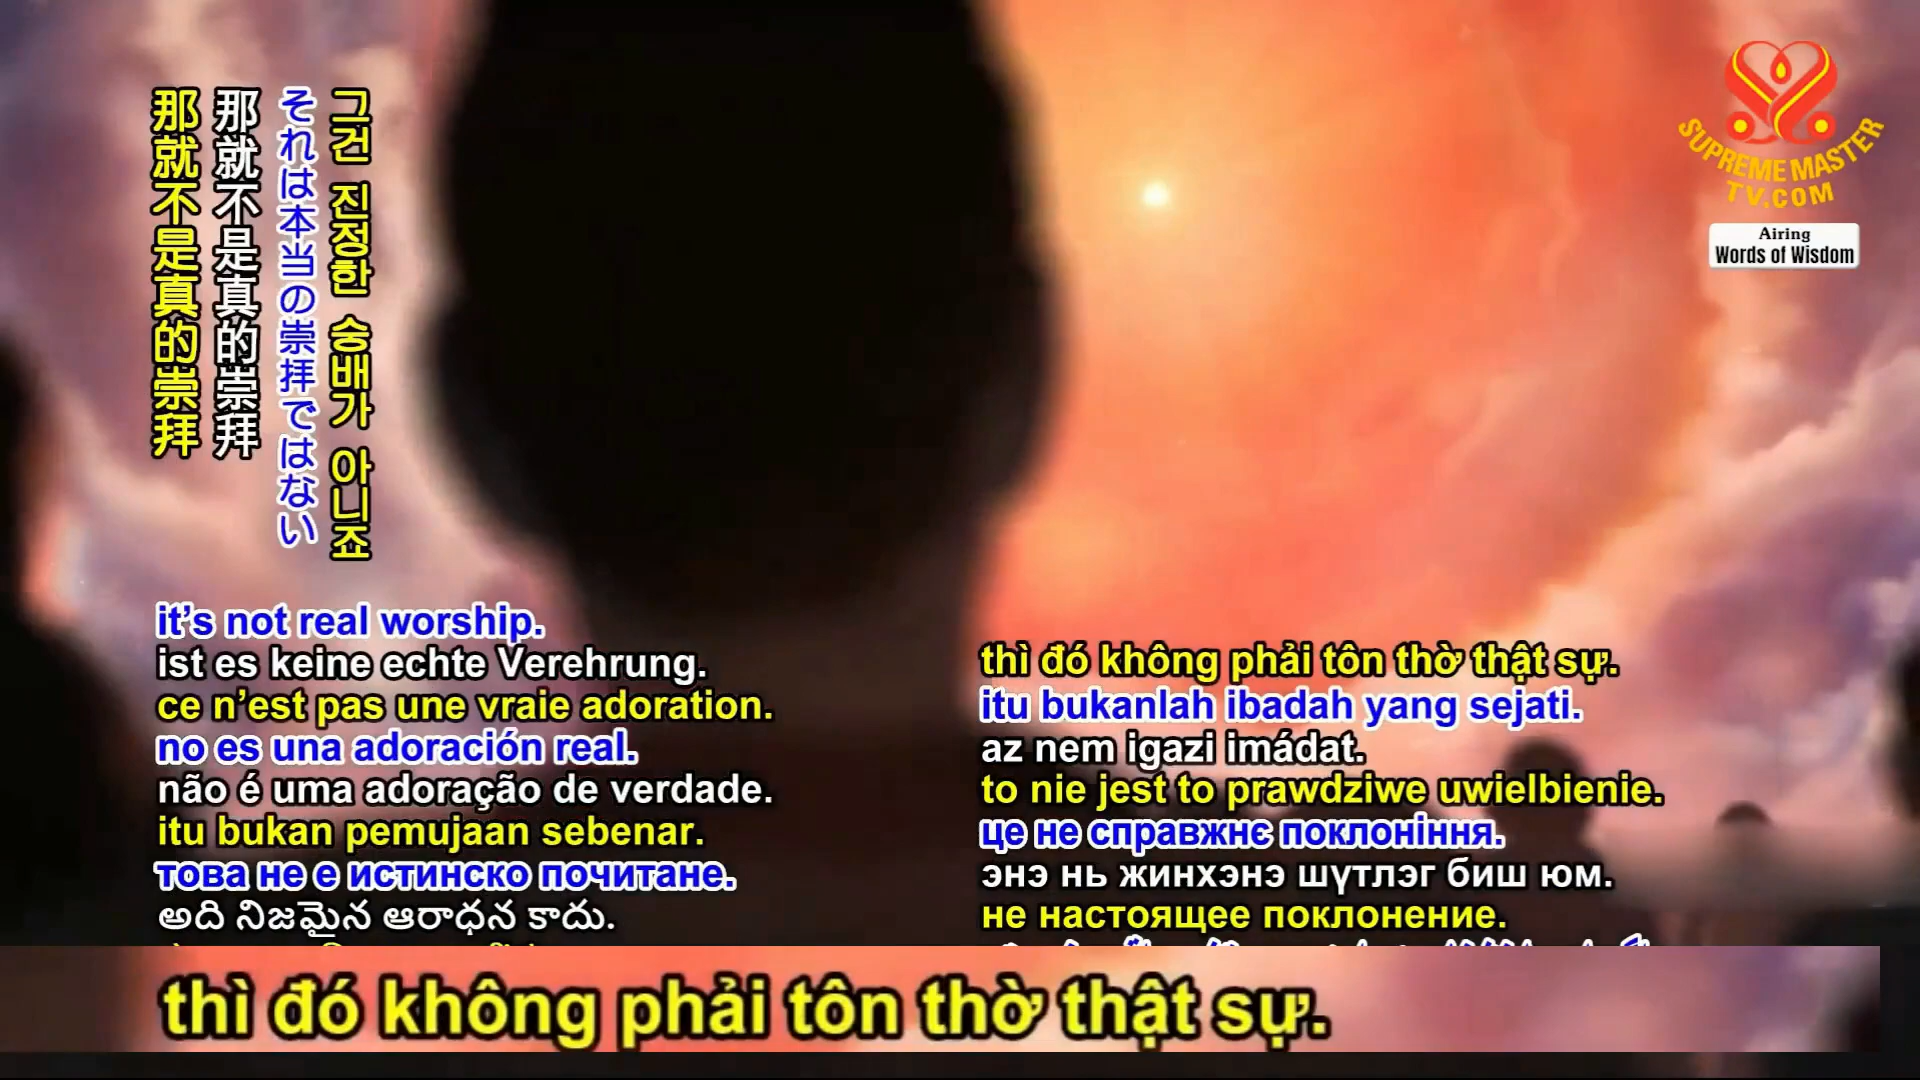 那就不是真的崇拜
那就不是真的崇拜
それは本当の崇拝ではない
그건 진정한 숭배가 아니죠
SUPREME MASTER
TV.COM
Airing
Words of Wisdom
it’s not real worship.
ist es keine echte Verehrung.
ce n’est pas une vraie adoration.
no es una adoración real.
não é uma adoração de verdade.
itu bukan pemujaan sebenar.
това не е истинско почитане.
అది నిజమైన ఆరాధన కాదు.
thì đó không phải tôn thờ thật sự.
itu bukanlah ibadah yang sejati.
az nem igazi imádat.
to nie jest to prawdziwe uwielbienie.
це не справжнє поклоніння.
энэ нь жинхэнэ шүтлэг биш юм.
не настоящее поклонение.
thì đó không phải tôn thờ thật sự.